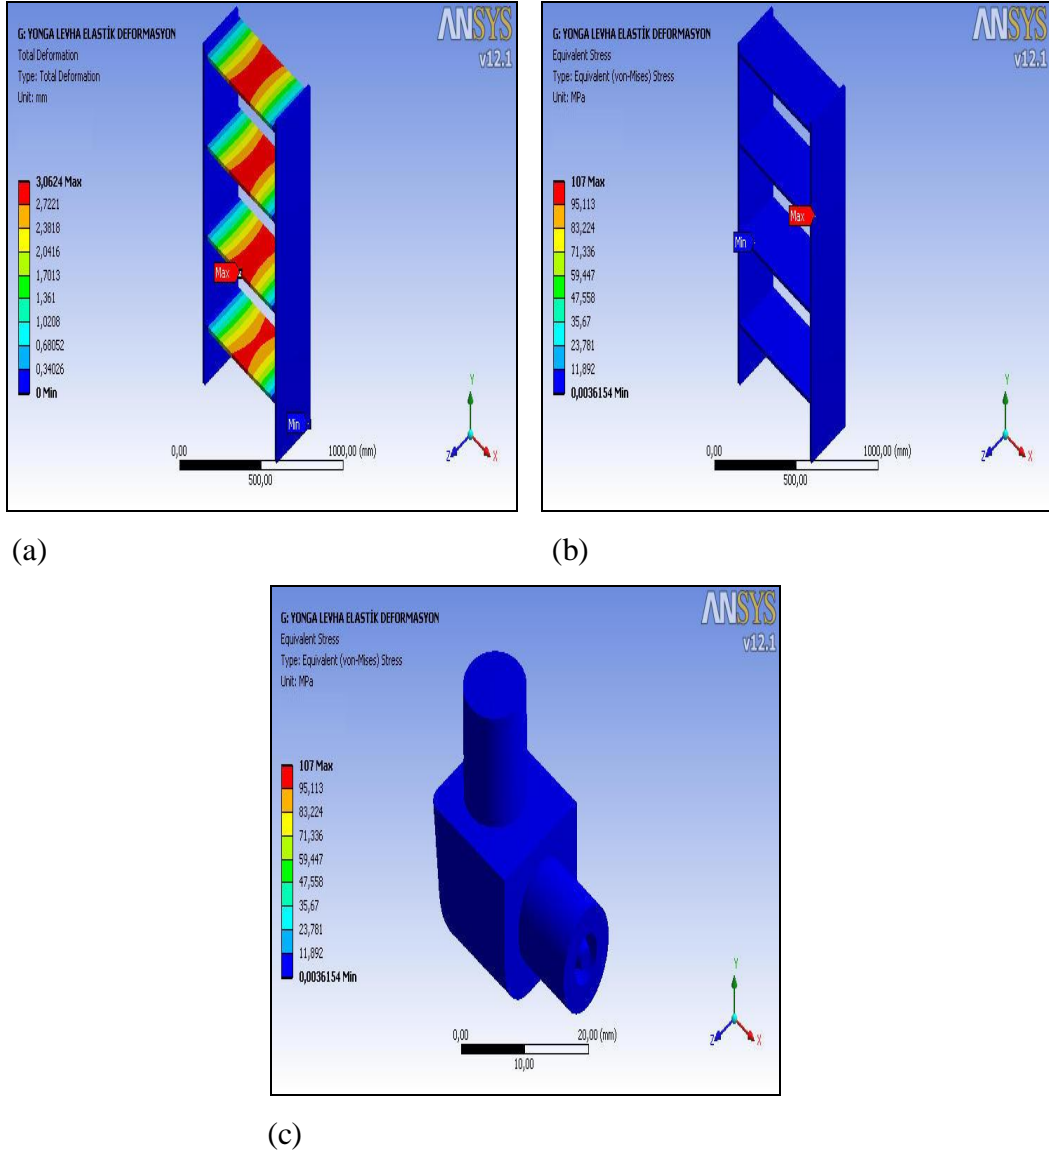 G: YONGA LEVHA ELASTİK DEFORMASYON
Total Deformation
Type: Total Deformation
Unit: mm
ANSYS
v12.1
3,0624 Max
2,7221
2,3818
2,0416
1,7013
1,361
1,0208
0,68052
0,34026
0 Min
Max
Min
0,00
1000,00 (mm)
500,00
Y
Z
X
(a)
G: YONGA LEVHA ELASTİK DEFORMASYON
Equivalent Stress
Type: Equivalent (von-Mises) Stress
Unit: MPa
ANSYS
v12.1
107 Max
95,113
83,224
71,336
59,447
47,558
35,67
23,781
11,892
0,0036154 Min
Max
Min
0,00
1000,00 (mm)
500,00
Y
Z
X
(b)
G: YONGA LEVHA ELASTİK DEFORMASYON
Equivalent Stress
Type: Equivalent (von-Mises) Stress
Unit: MPa
ANSYS
v12.1
107 Max
95,113
83,224
71,336
59,447
47,558
35,67
23,781
11,892
0,0036154 Min
0,00
20,00 (mm)
10,00
Y
Z
X
(c)